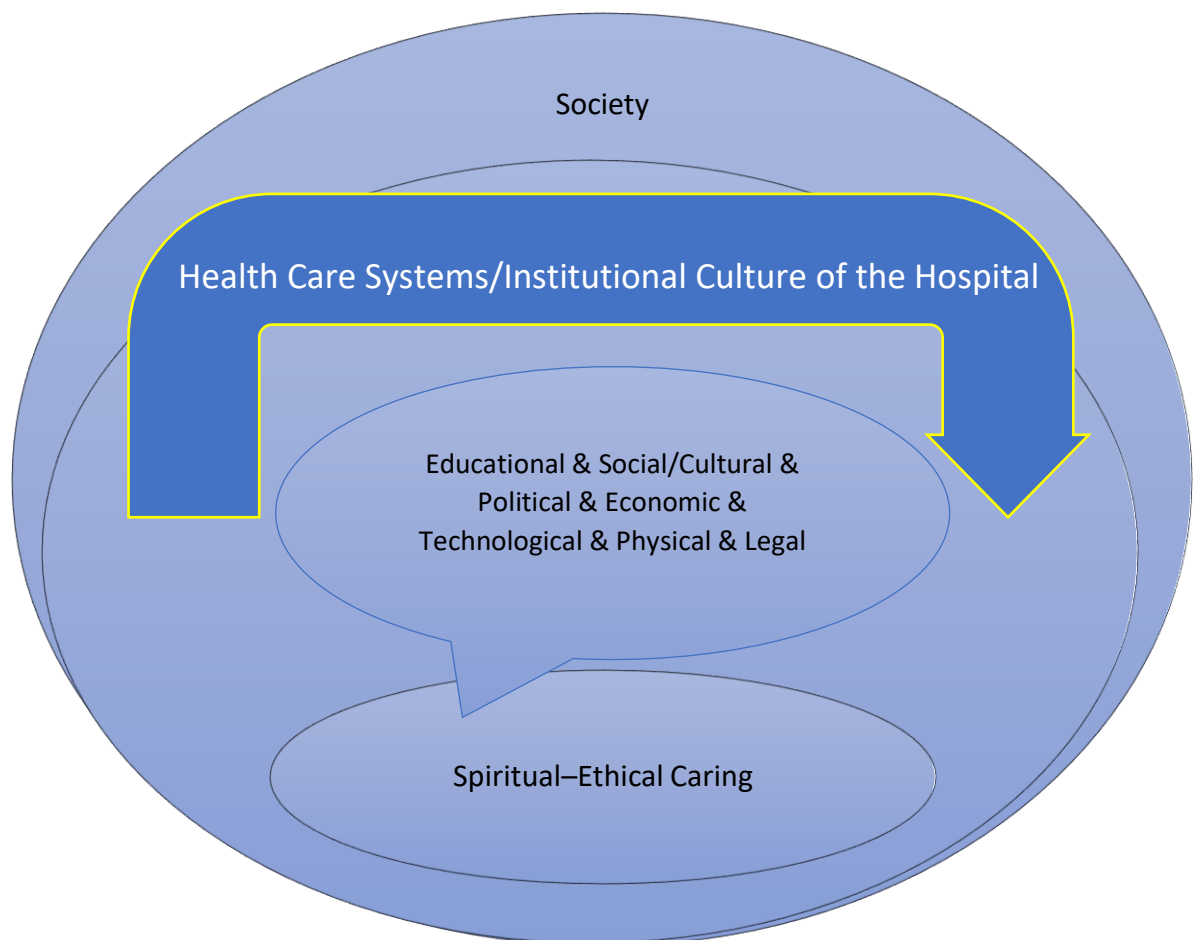 Society
Health Care Systems/Institutional Culture of the Hospital
Educational & Social/Cultural &
Political & Economic &
Technological & Physical & Legal
Spiritual–Ethical Caring